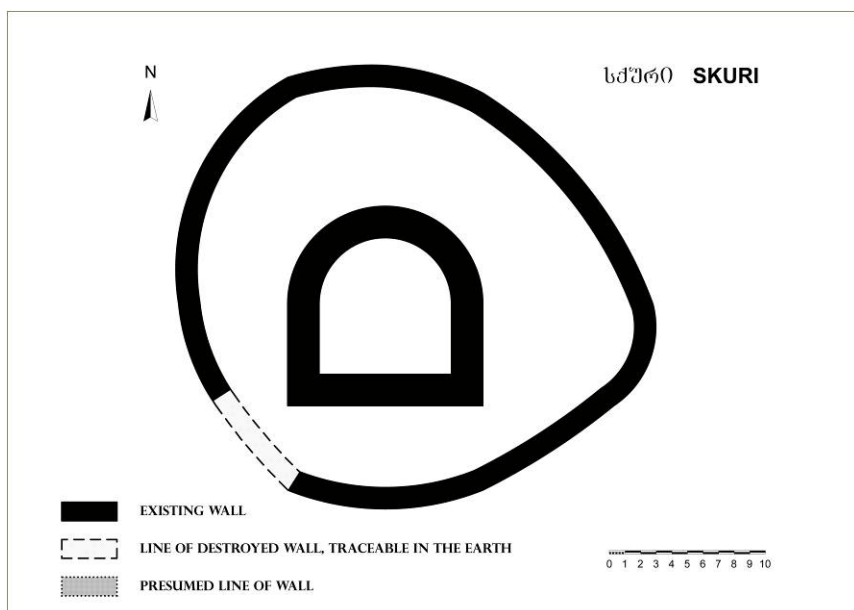 N
სქური SKURI
EXISTING WALL
LINE OF DESTROYED WALL, TRACEABLE IN THE EARTH
PRESUMED LINE OF WALL
0 1 2 3 4 5 6 7 8 9 10